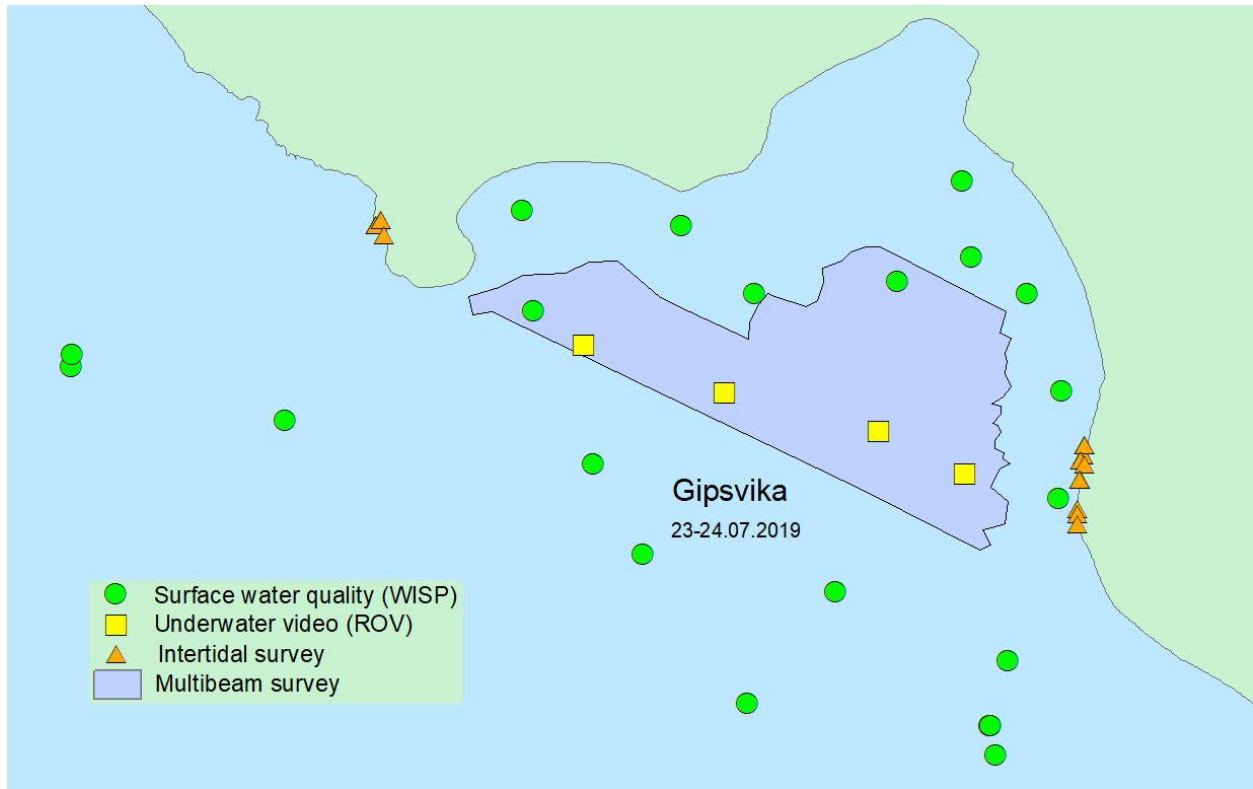 Gipsvika
23-24.07.2019
Surface water quality (WISP)
Underwater video (ROV)
Intertidal survey
Multibeam survey